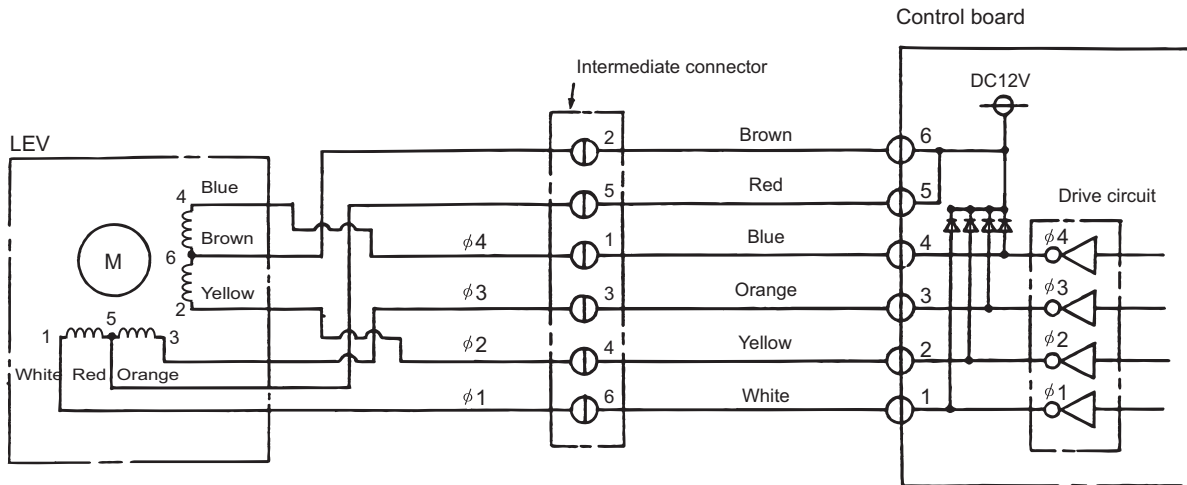 Control board
Intermediate connector
DC12V
LEV
2 Brown 6
4 Blue
5 Red 5
Drive circuit
Brown
6
M
ϕ4 1 Blue 4 ϕ4
Yellow
2
ϕ3 3 Orange 3 ϕ3
1 5 3
ϕ2 4 Yellow 2 ϕ2
White Red Orange
ϕ1 6 White 1 ϕ1